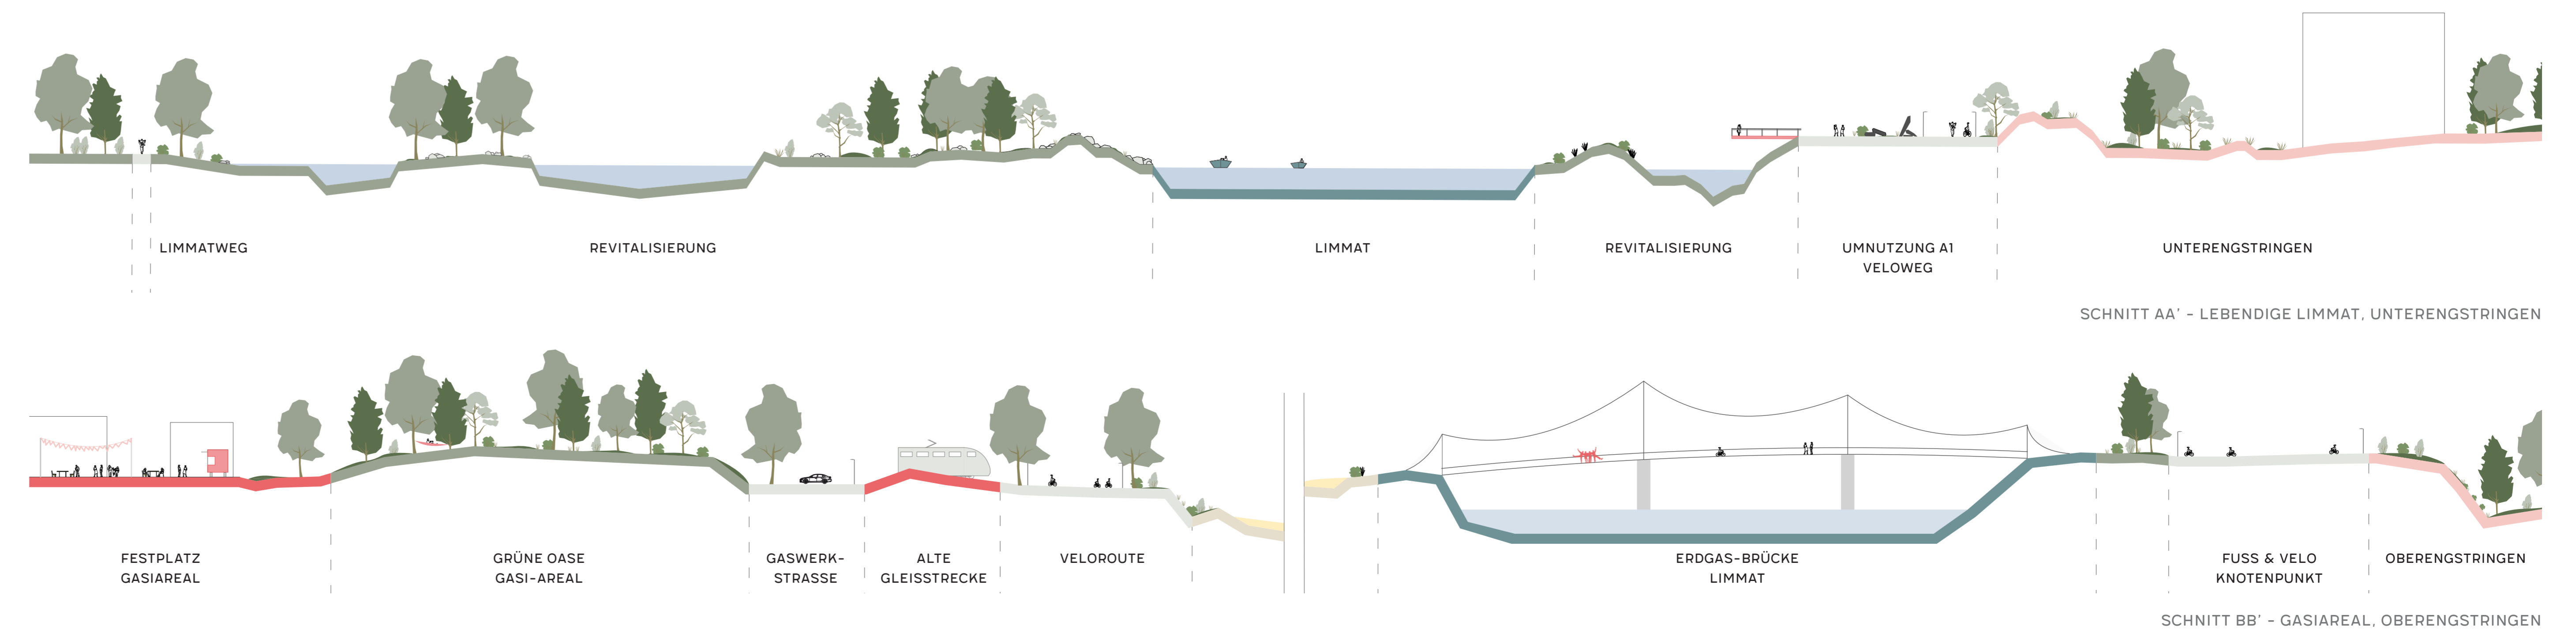 LIMMATWEG
REVITALISIERUNG
LIMMAT
REVITALISIERUNG
UMNUTZUNG A1
VELOWEG
UNTERENGSTRINGEN
SCHNITT AA' - LEBENDIGE LIMMAT, UNTERENGSTRINGEN
FESTPLATZ
GASIAREAL
GRÜNE OASE
GASI-AREAL
GASWERK-
STRASSE
ALTE
GLEISSTRECKE
VELOROUTE
ERDGAS-BRÜCKE
LIMMAT
FUSS & VELO
KNOTENPUNKT
OBERENGSTRINGEN
SCHNITT BB' - GASIAREAL, OBERENGSTRINGEN